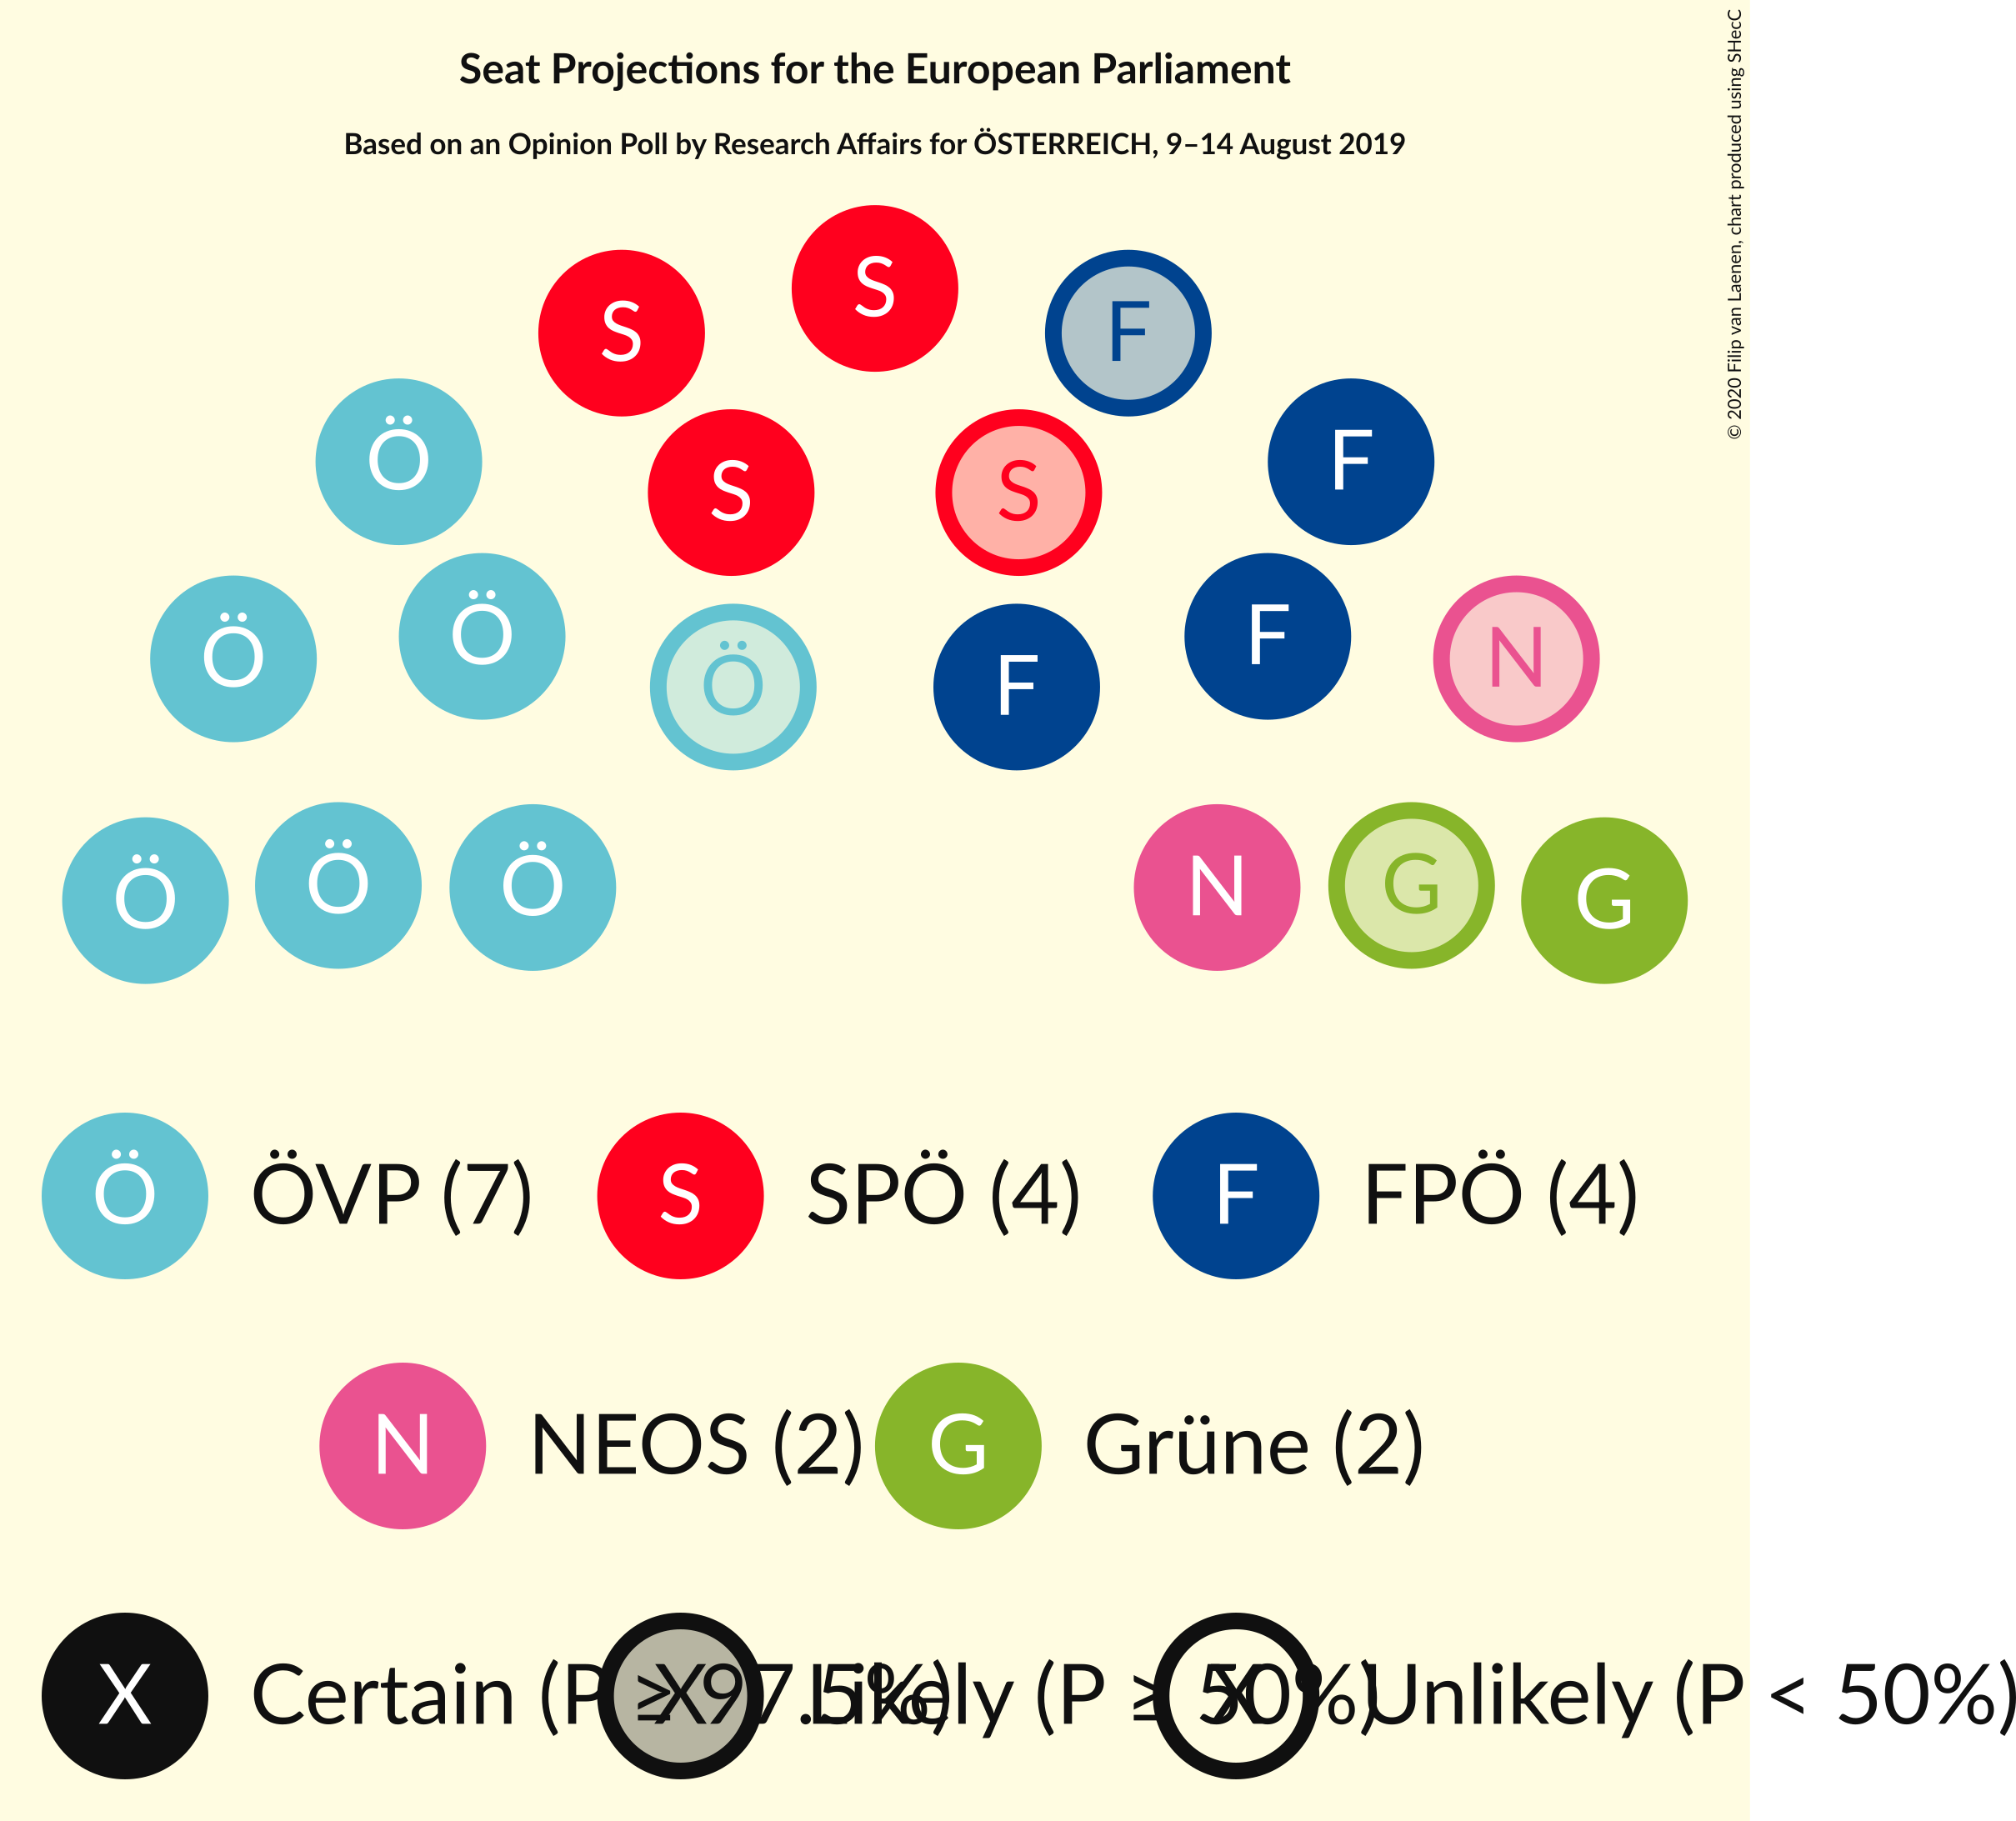 Seat Projections for the European Parliament
Based on an Opinion Poll by Research Affairs for ÖSTERREICH, 9–14 August 2019
© 2020 Filip van Laenen, chart produced using SHecC
S
S
F
Ö
S
S
F
Ö
Ö
Ö
F
F
N
Ö
Ö
Ö
N
G
G
Ö ÖVP (7) S SPÖ (4) F FPÖ (4)
N NEOS (2) G Grüne (2)
X Certain (P ≥ 97.5%) X Likely (P ≥ 50%) X Unlikely (P < 50%)